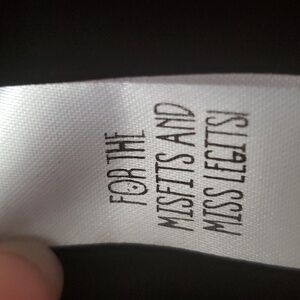 FOR THE
MISFITS AND
MISS LEGITS!